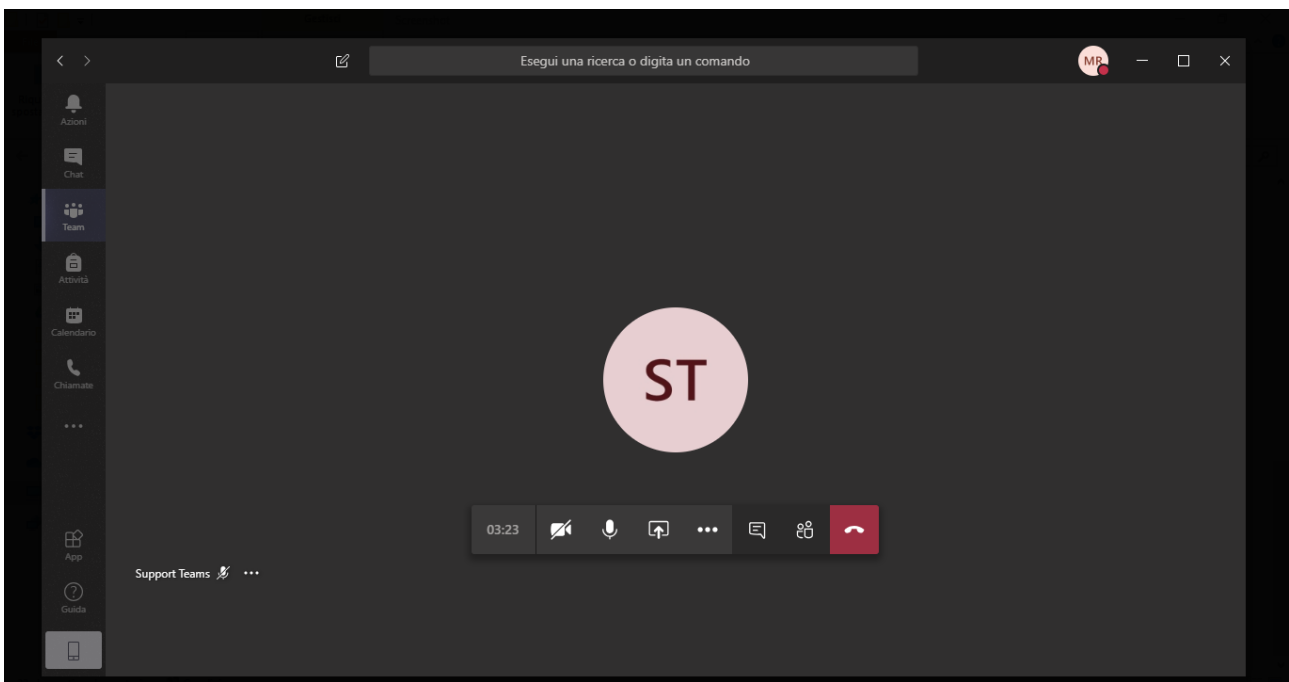 Esegui una ricerca o digita un comando
MR
Azioni
Chat
Team
Attività
Calendario
Chiamate
ST
03:23
App
Support Teams
Guida